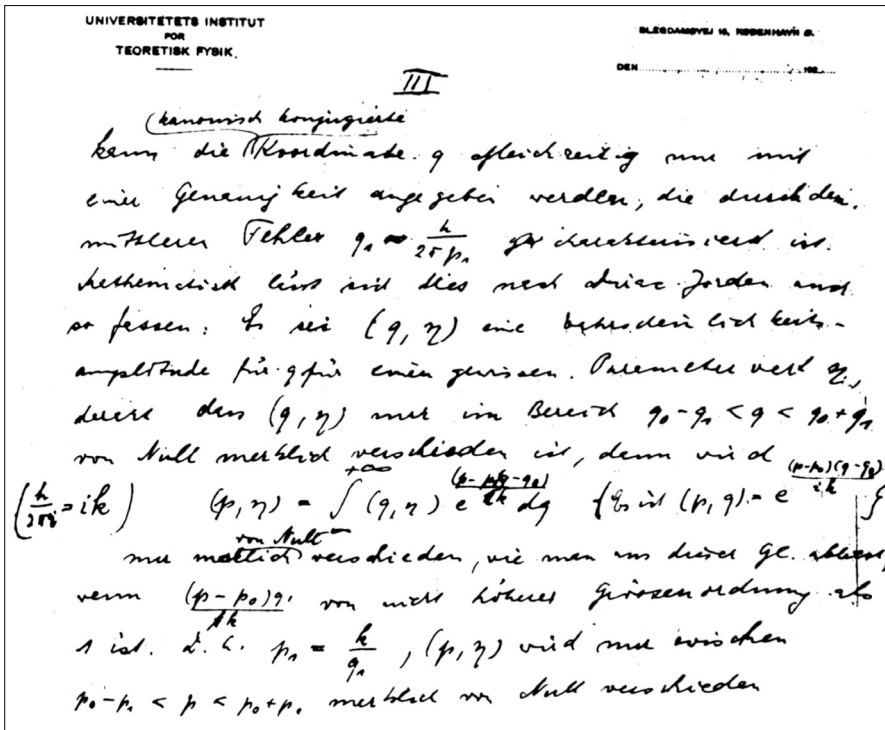 UNIVERSITETETS INSTITUT
FOR
TEORETISK FYSIK.
BLEGDAMSVEJ 15, KØBENHAVN Ø.
DEN 192
III
(kanonisch konjugierte
kann die Koordinate q gleichzeitig nur mit
einer Genauigkeit angegeben werden, die durch den
mittleren Fehler q₁ ~ h/2πp₁ charakterisiert ist.
Mathematisch lässt sich dies nach Dirac-Jordan
so fassen: Es sei (q, η) eine Wahrscheinlichkeits-
amplitude für q für einen gewissen Parameterwert η,
derart dass (q, η) nur im Bereich q₀-q₁ < q < q₀+q₁
von Null merklich verschieden ist, dann wird
(h/2πi = ik) (p, η) = ∫ (q, η) e^((p-p₀)(q-q₀)/ik) dq {Es ist (p, q) = e^((p-p₀)(q-q₀)/ik)}
von Null
nur merklich verschieden, wie man aus dieser Gl. abliest,
wenn (p-p₀)q₁/k von nicht höherer Grössenordnung als
1 ist. D.h. p₁ = k/q₁, (p, η) wird nur zwischen
p₀-p₁ < p < p₀+p₁ merklich von Null verschieden